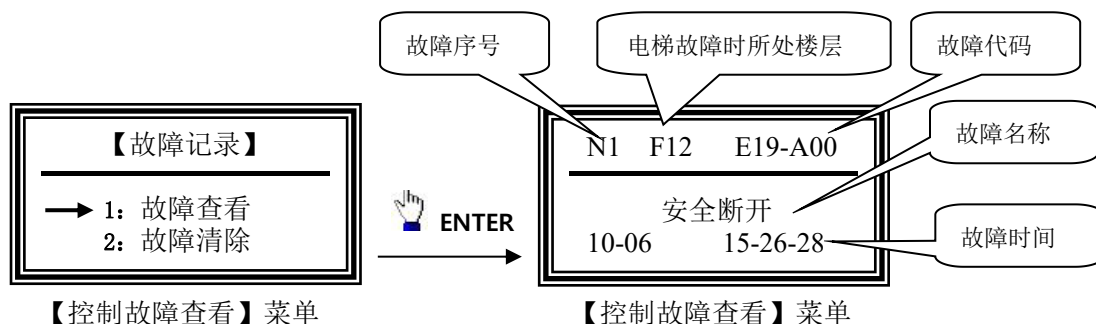 故障序号
电梯故障时所处楼层
故障代码
【故障记录】
1：故障查看
2：故障清除
ENTER
N1 F12 E19-A00
安全断开
10-06 15-26-28
故障名称
故障时间
【控制故障查看】菜单
【控制故障查看】菜单